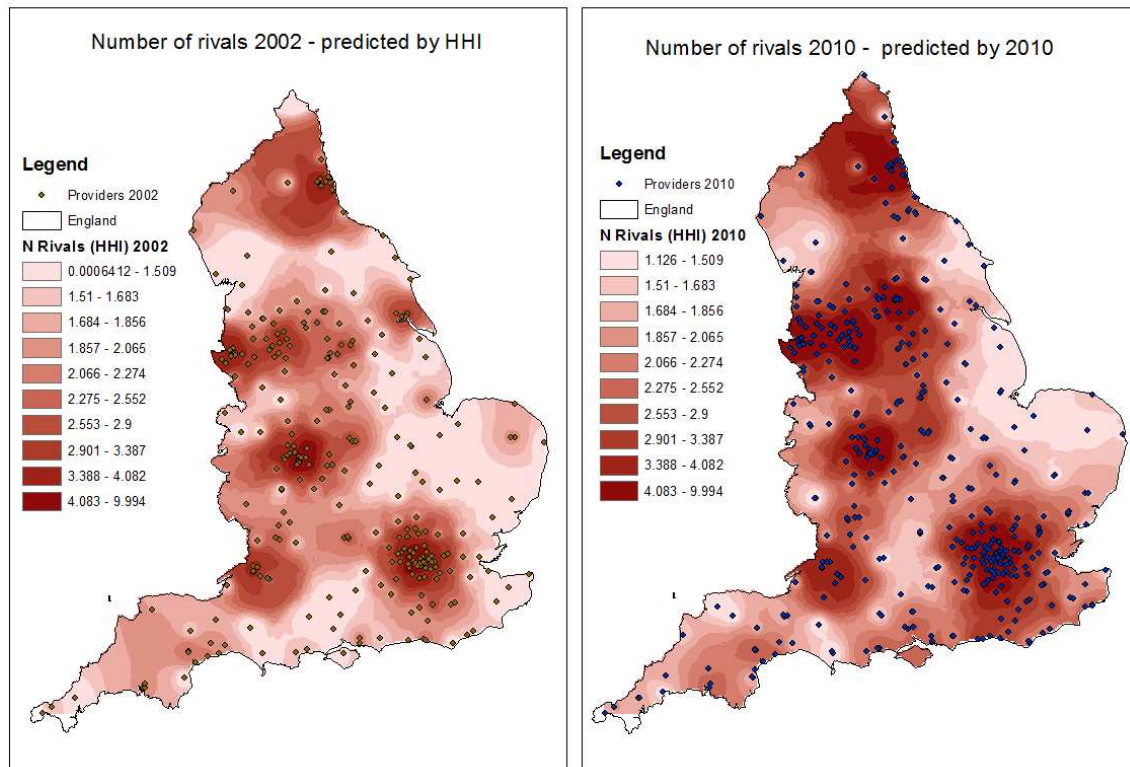 Number of rivals 2002 - predicted by HHI
Legend
Providers 2002
England
N Rivals (HHI) 2002
0.0006412 - 1.509
1.51 - 1.683
1.684 - 1.856
1.857 - 2.065
2.066 - 2.274
2.275 - 2.552
2.553 - 2.9
2.901 - 3.387
3.388 - 4.082
4.083 - 9.994
Number of rivals 2010 - predicted by 2010
Legend
Providers 2010
England
N Rivals (HHI) 2010
1.126 - 1.509
1.51 - 1.683
1.684 - 1.856
1.857 - 2.065
2.066 - 2.274
2.275 - 2.552
2.553 - 2.9
2.901 - 3.387
3.388 - 4.082
4.083 - 9.994